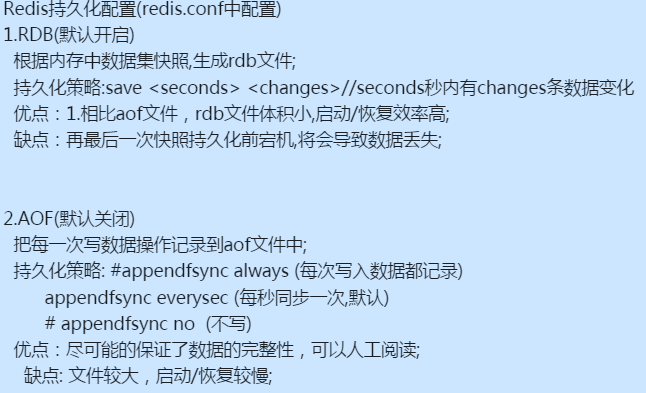 Redis持久化配置(redis.conf中配置)
1.RDB(默认开启)
根据内存中数据集快照,生成rdb文件;
持久化策略:save <seconds> <changes>//seconds秒内有changes条数据变化
优点：1.相比aof文件，rdb文件体积小,启动/恢复效率高;
缺点：再最后一次快照持久化前宕机,将会导致数据丢失;
2.AOF(默认关闭)
把每一次写数据操作记录到aof文件中;
持久化策略: #appendfsync always (每次写入数据都记录)
appendfsync everysec (每秒同步一次,默认)
# appendfsync no  (不写)
优点：尽可能的保证了数据的完整性，可以人工阅读;
缺点: 文件较大，启动/恢复较慢;